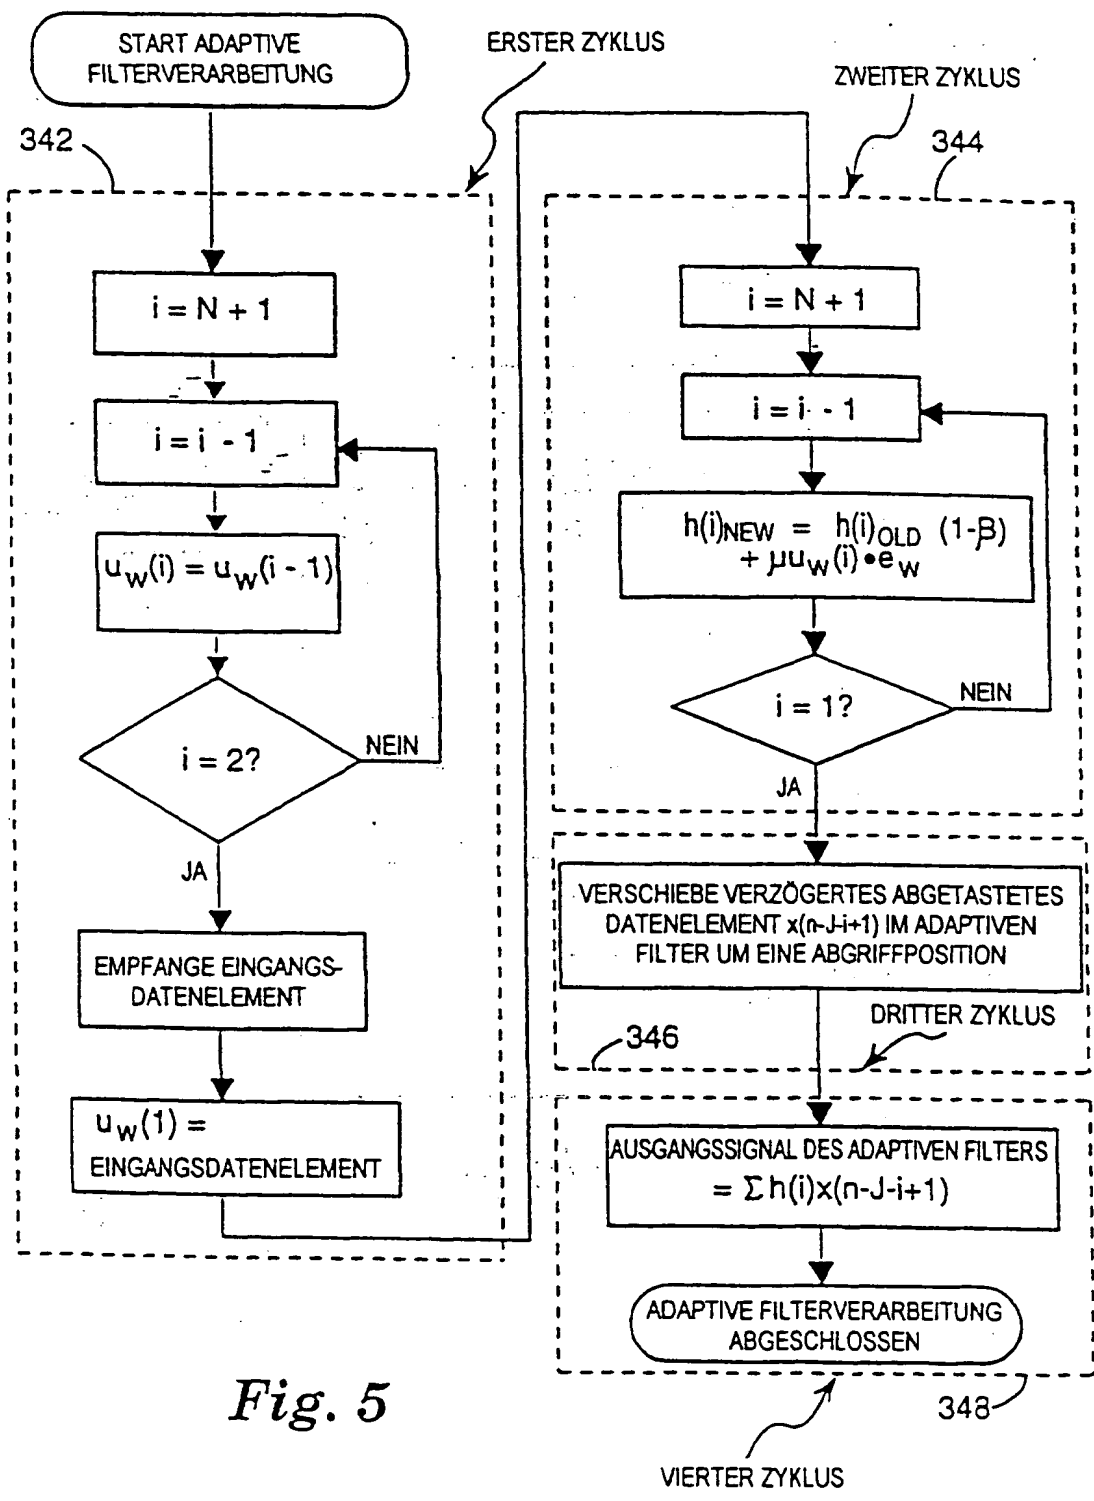 START ADAPTIVE
FILTERVERARBEITUNG
ERSTER ZYKLUS
342
i = N + 1
i = i - 1
u_W(i) = u_W(i - 1)
i = 2?
NEIN
JA
EMPFANGE EINGANGS-
DATENELEMENT
u_W(1) =
EINGANGSDATENELEMENT
ZWEITER ZYKLUS
344
i = N + 1
i = i - 1
h(i)_NEW = h(i)_OLD (1-β)
+ μu_W(i)•e_W
i = 1?
NEIN
JA
VERSCHIEBE VERZÖGERTES ABGETASTETES
DATENELEMENT x(n-J-i+1) IM ADAPTIVEN
FILTER UM EINE ABGRIFFPOSITION
346
DRITTER ZYKLUS
AUSGANGSSIGNAL DES ADAPTIVEN FILTERS
= Σ h(i)x(n-J-i+1)
ADAPTIVE FILTERVERARBEITUNG
ABGESCHLOSSEN
348
VIERTER ZYKLUS
Fig. 5